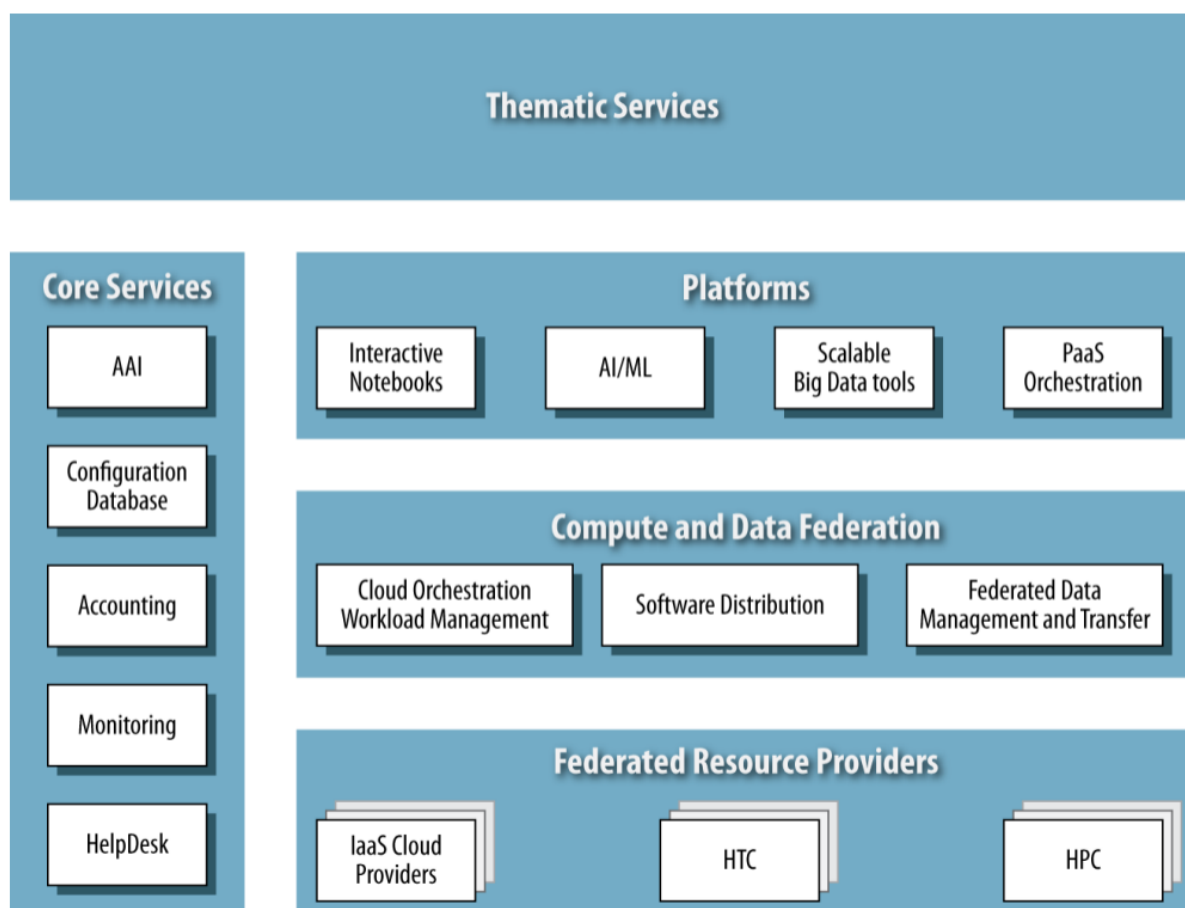 Thematic Services
Core Services
AAI
Configuration
Database
Accounting
Monitoring
HelpDesk
Platforms
Interactive
Notebooks
AI/ML
Scalable
Big Data tools
PaaS
Orchestration
Compute and Data Federation
Cloud Orchestration
Workload Management
Software Distribution
Federated Data
Management and Transfer
Federated Resource Providers
IaaS Cloud
Providers
HTC
HPC